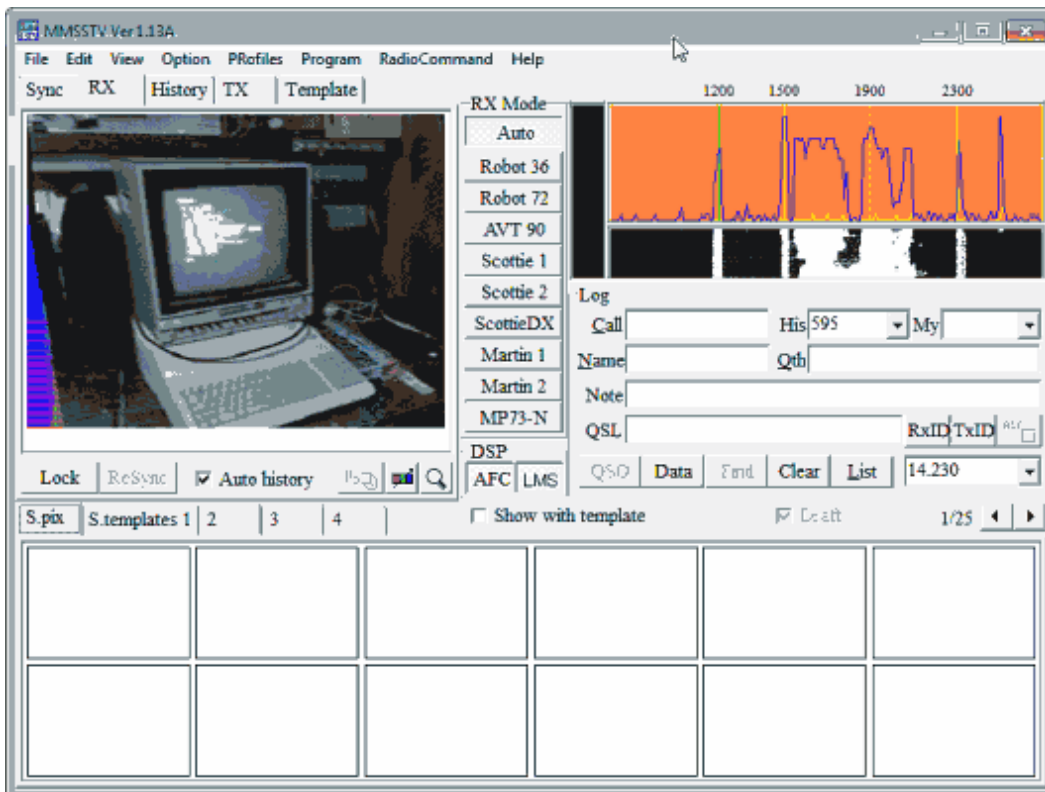 MMSSTV Ver 1.13A
File Edit View Option PRofiles Program RadioCommand Help
Sync RX History TX Template
1200 1500 1900 2300
RX Mode
Auto
Robot 36
Robot 72
AVT 90
Scottie 1
Scottie 2
ScottieDX
Martin 1
Martin 2
MP73-N
DSP
AFC LMS
Log
Call His 595 My
Name Qth
Note
QSL RxID TxID
QSO Data Find Clear List 14.230
Lock ReSync Auto history
S.pix S.templates 1 2 3 4 Show with template Draft 1/25